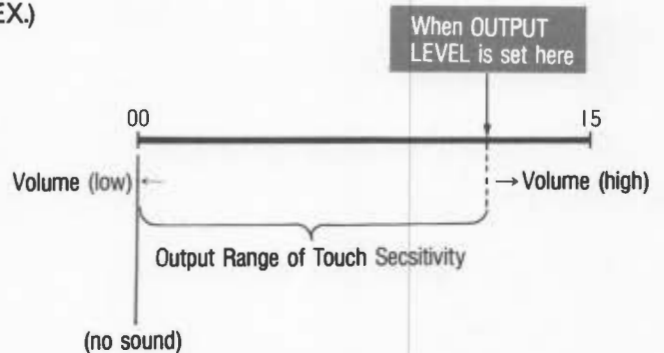 EX.)
When OUTPUT
LEVEL is set here
00
15
Volume (low)←
→Volume (high)
Output Range of Touch Secsitivity
(no sound)